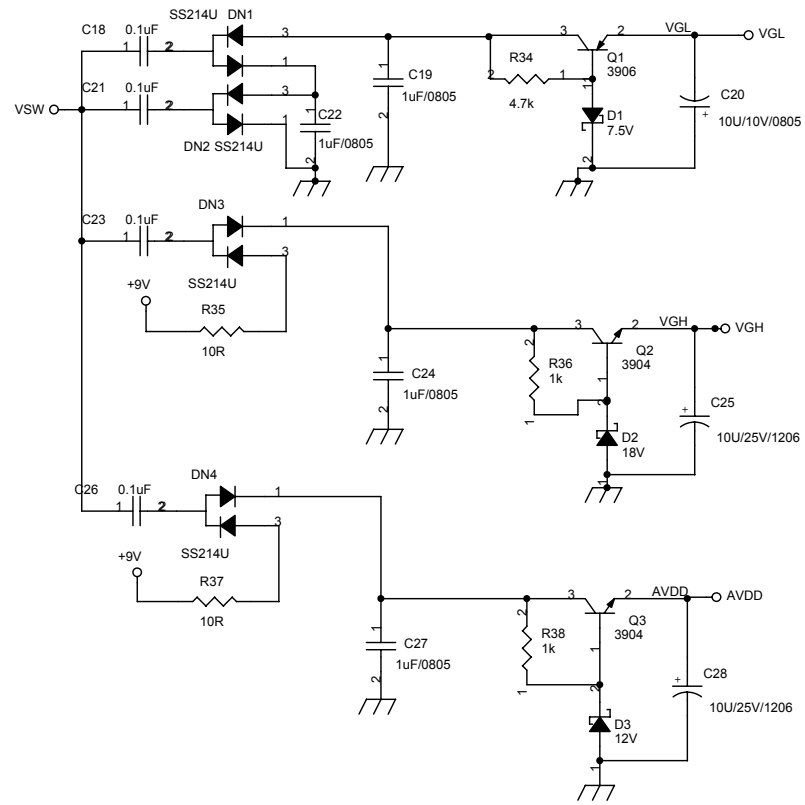 SS214U DN1
C18 0.1uF
1 2 3
VGL VGL
1
R34
Q1
3906
C21 0.1uF
1
C19
1uF/0805
2 1
1
4.7k
C20
10U/10V/0805
+
VSW
1 2 3
1
C22
1uF/0805
1
2
D1
7.5V
DN2 SS214U
2
2
C23 0.1uF
DN3
1
1 2
3
SS214U
+9V
R35
10R
3 2
VGH VGH
Q2
3904
2
R36
1k
1
1
C24
1uF/0805
2
1
2
D2
18V
1
C25
+
10U/25V/1206
C26 0.1uF
DN4
1
1 2
3
SS214U
+9V
R37
10R
3 2
AVDD AVDD
Q3
3904
2
R38
1k
1
1
C27
1uF/0805
2
1
2
D3
12V
1
C28
+
10U/25V/1206